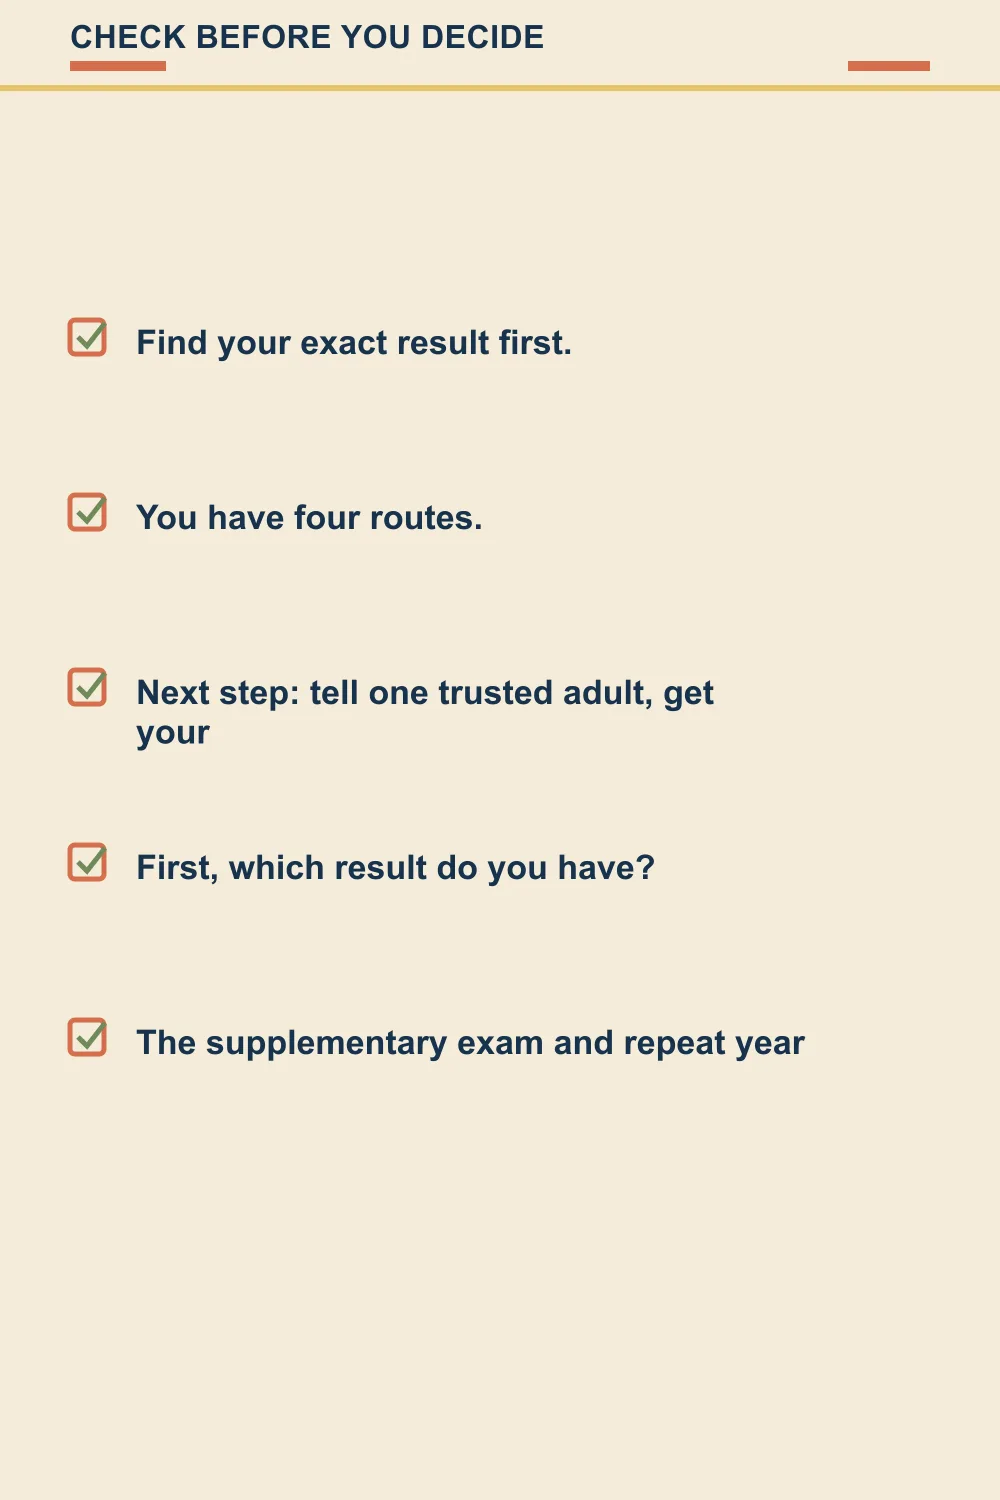 CHECK BEFORE YOU DECIDE
Find your exact result first.
You have four routes.
Next step: tell one trusted adult, get
your
First, which result do you have?
The supplementary exam and repeat year